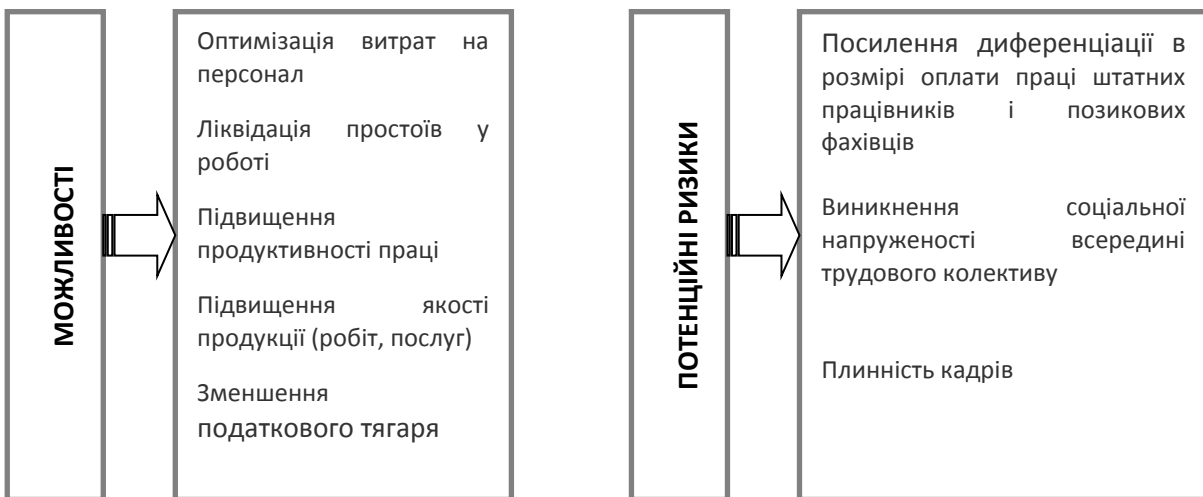 МОЖЛИВОСТІ
Оптимізація витрат на
персонал
Ліквідація простоїв у
роботі
Підвищення
продуктивності праці
Підвищення якості
продукції (робіт, послуг)
Зменшення
податкового тягаря
ПОТЕНЦІЙНІ РИЗИКИ
Посилення диференціації в
розмірі оплати праці штатних
працівників і позикових
фахівців
Виникнення соціальної
напруженості всередині
трудового колективу
Плинність кадрів